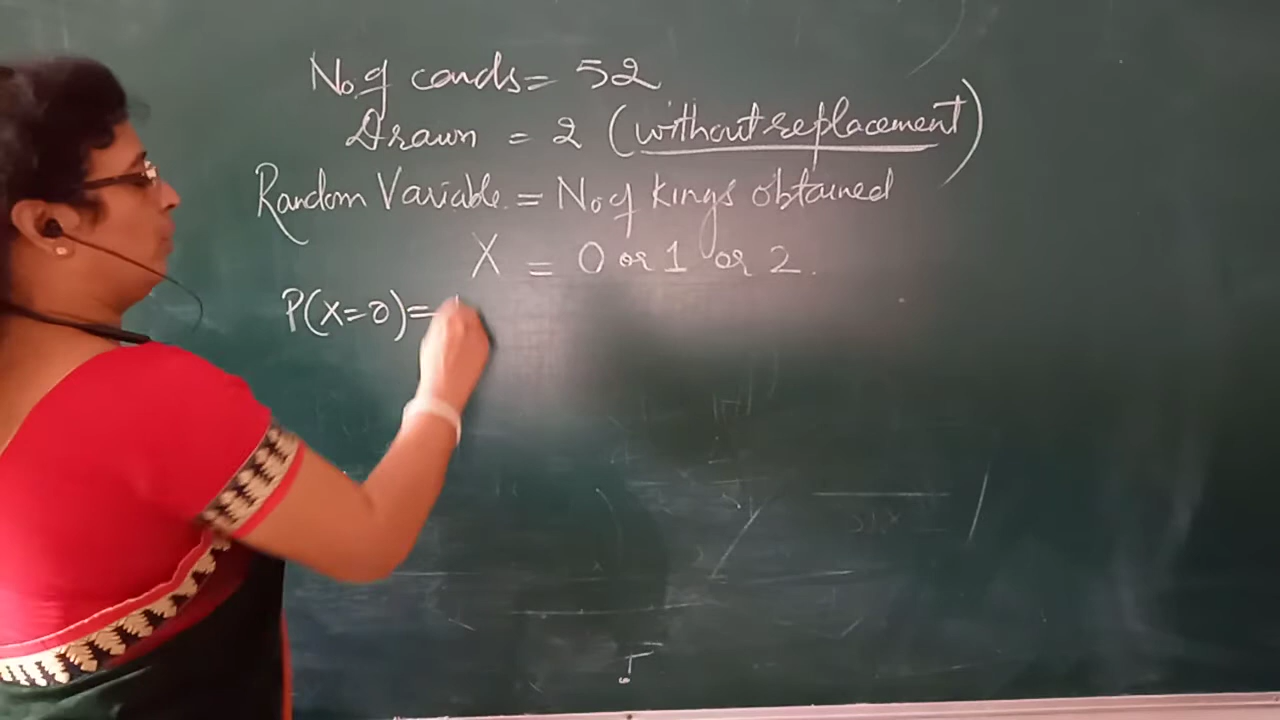 No. of cards = 52
Drawn = 2 (without replacement)
Random Variable = No. of kings obtained
X = 0 or 1 or 2.
P(X=0)=